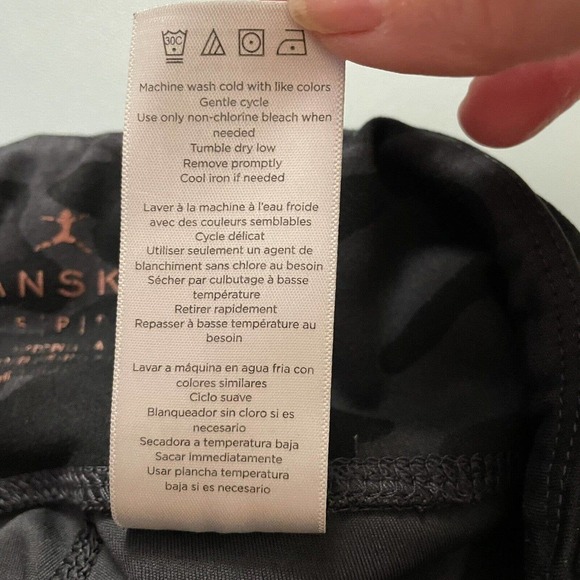 30C
Machine wash cold with like colors
Gentle cycle
Use only non-chlorine bleach when
needed
Tumble dry low
Remove promptly
Cool iron if needed
Laver à la machine à l'eau froide
avec des couleurs semblables
Cycle délicat
Utiliser seulement un agent de
blanchiment sans chlore au besoin
Sécher par culbutage à basse
température
Retirer rapidement
Repasser à basse température au
besoin
Lavar a máquina en agua fria con
colores similares
Ciclo suave
Blanqueador sin cloro si es
necesario
Secadora a temperatura baja
Sacar immediatamente
Usar plancha temperatura
baja si es necesario
ANSK
S P